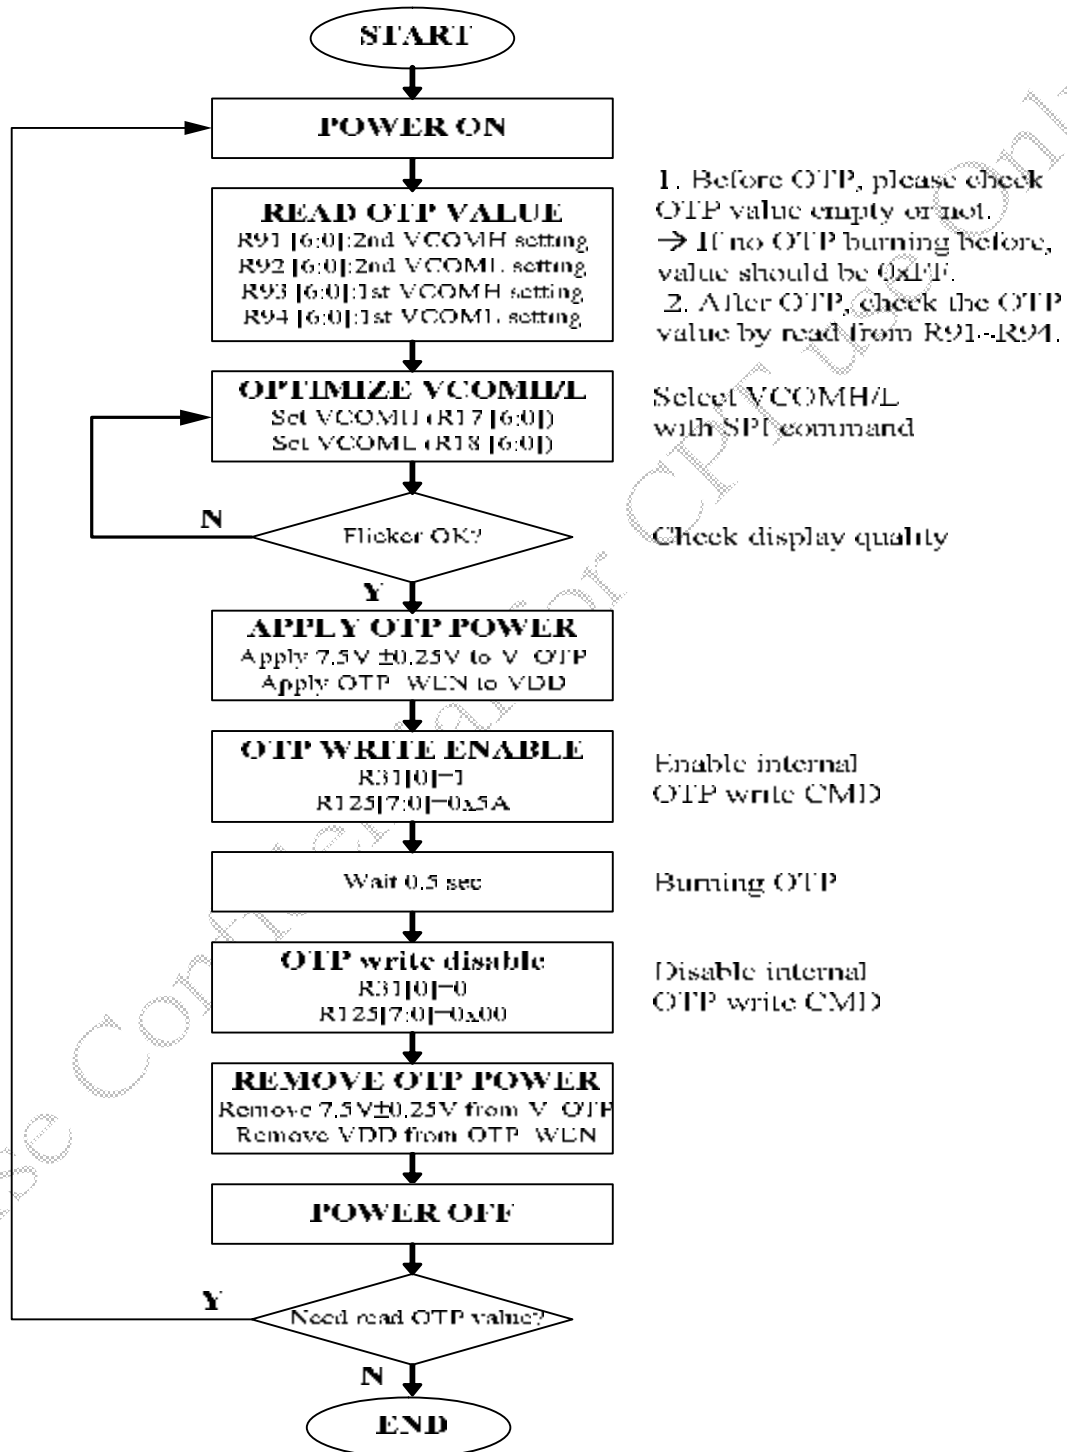 START
POWER ON
READ OTP VALUE
R91 [6:0]:2nd VCOMH setting
R92 [6:0]:2nd VCOML setting
R93 [6:0]:1st VCOMH setting
R94 [6:0]:1st VCOML setting
1. Before OTP, please check
OTP value empty or not.
→ If no OTP burning before,
value should be 0xFF.
2. After OTP, check the OTP
value by read from R91~R94.
OPTIMIZE VCOMH/L
Set VCOMH (R17 [6:0])
Set VCOML (R18 [6:0])
Select VCOMH/L
with SPI command
N
Flicker OK?
Check display quality
Y
APPLY OTP POWER
Apply 7.5V ±0.25V to V_OTP
Apply OTP_WEN to VDD
OTP WRITE ENABLE
R31[0]=1
R125[7:0]=0x5A
Enable internal
OTP write CMD
Wait 0.5 sec
Burning OTP
OTP write disable
R31[0]=0
R125[7:0]=0x00
Disable internal
OTP write CMD
REMOVE OTP POWER
Remove 7.5V±0.25V from V_OTP
Remove VDD from OTP_WEN
POWER OFF
Y
Need read OTP value?
N
END
for CPT use Only